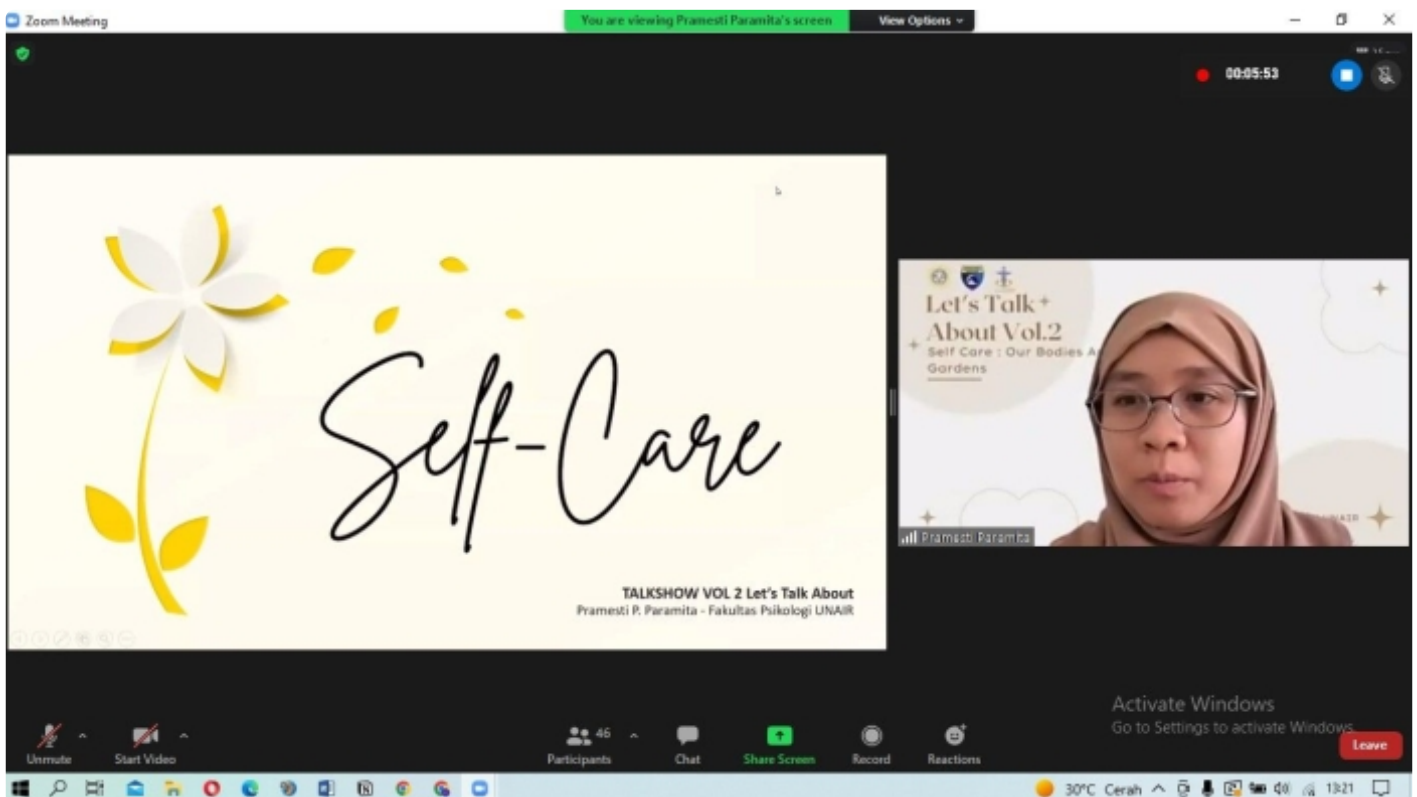 Zoom Meeting
You are viewing Pramesti Paramita's screen
View Options
00:05:53
Self-Care
TALKSHOW VOL 2 Let's Talk About
Pramesti P. Paramita - Fakultas Psikologi UNAIR
Let's Talk
About Vol.2
Self Care : Our Bodies A
Gardens
UNAIR
Pramesti Paramita
Activate Windows
Go to Settings to activate Windows.
Unmute
Start Video
46
Participants
Chat
Share Screen
Record
Reactions
Leave
30°C Cerah
13:21